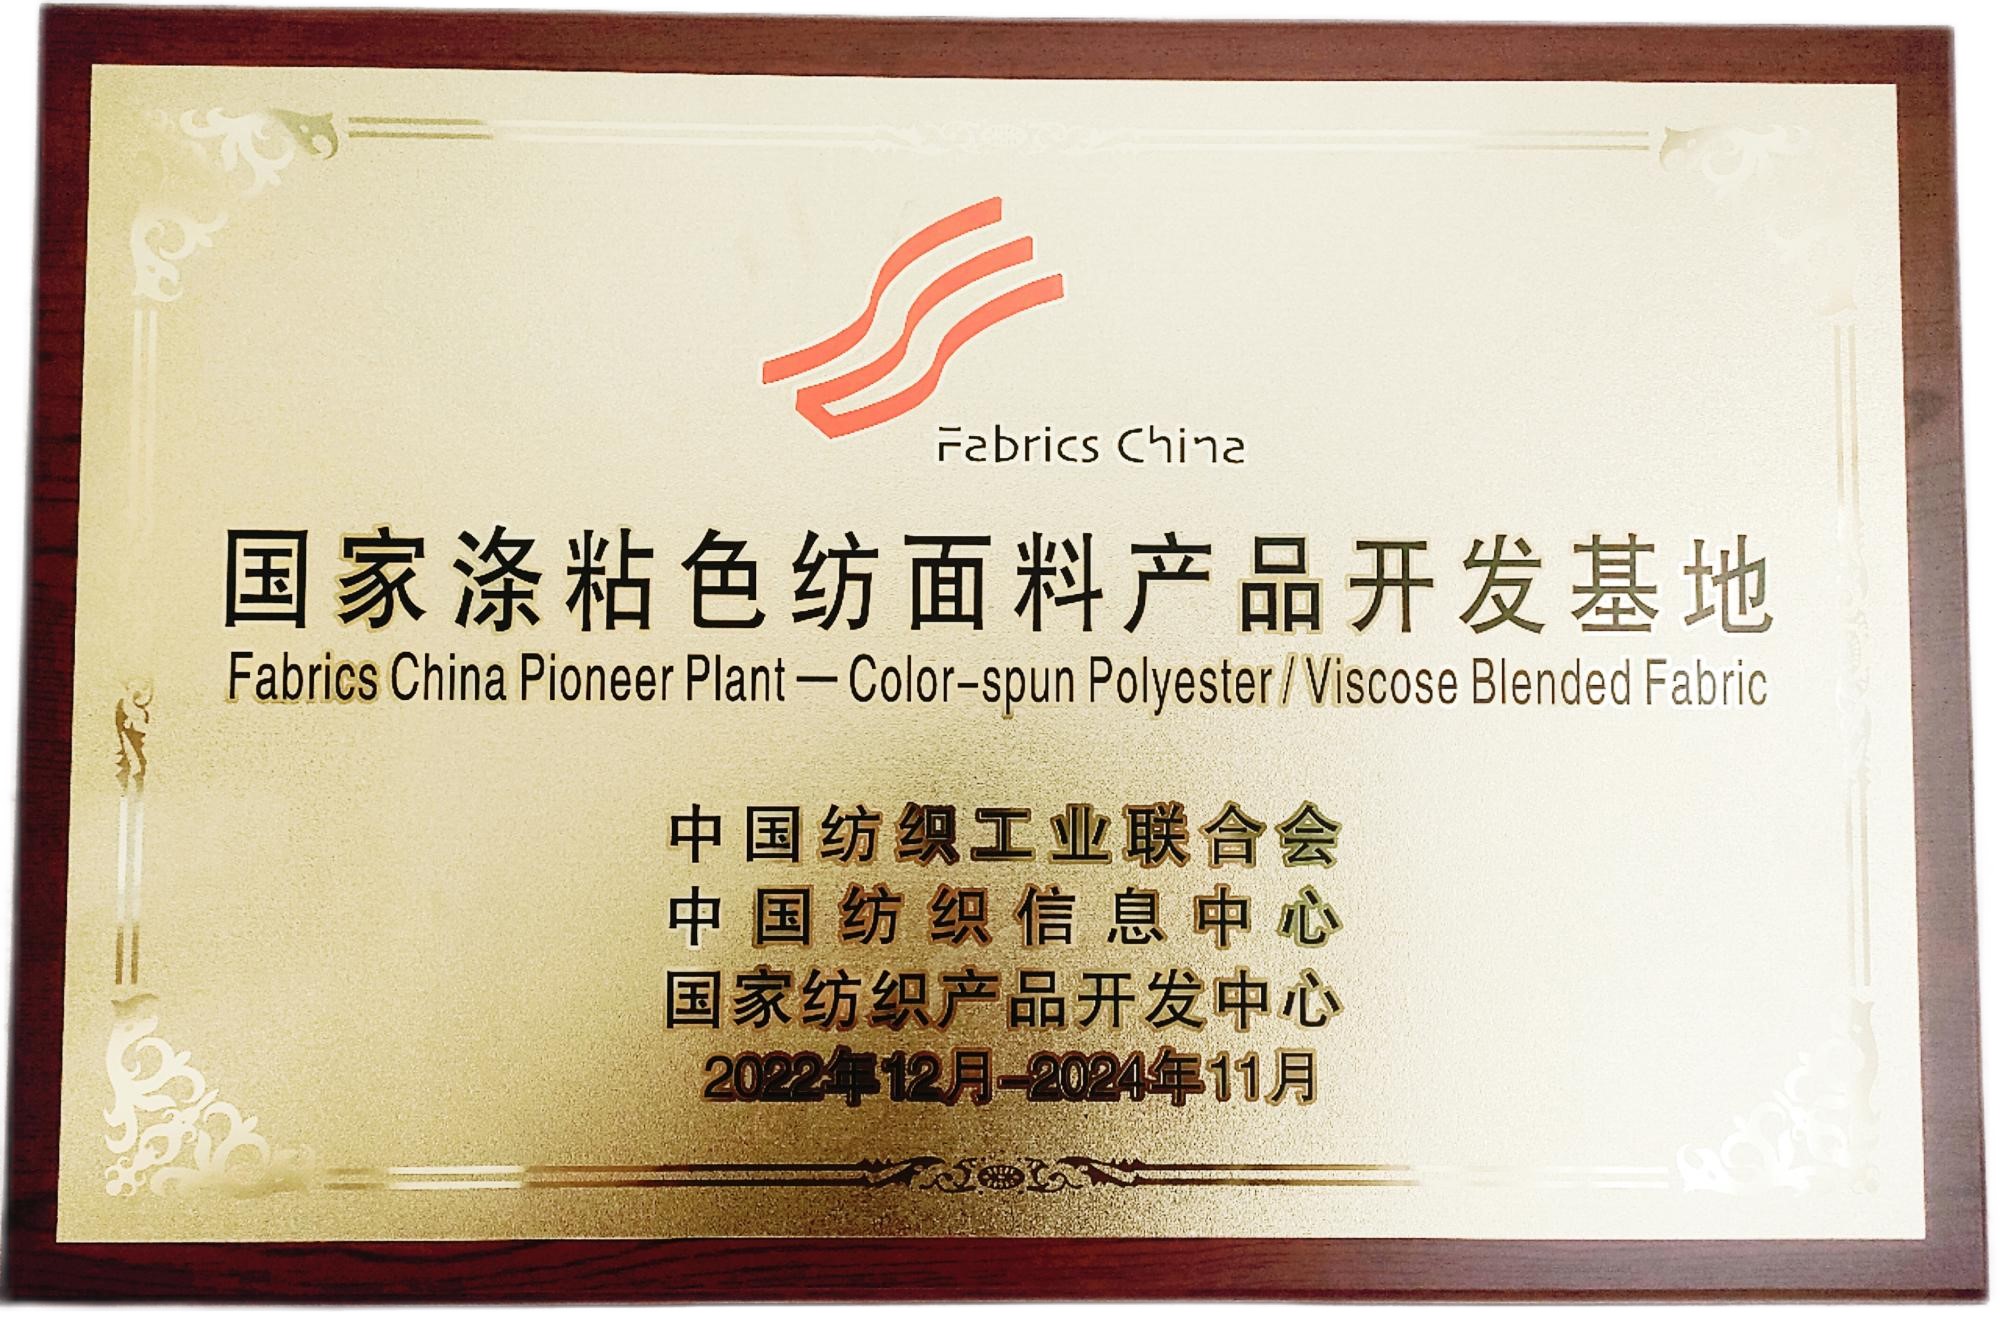 Fabrics China
国家涤粘色纺面料产品开发基地
Fabrics China Pioneer Plant — Color-spun Polyester / Viscose Blended Fabric
中国纺织工业联合会
中国纺织信息中心
国家纺织产品开发中心
2022年12月-2024年11月